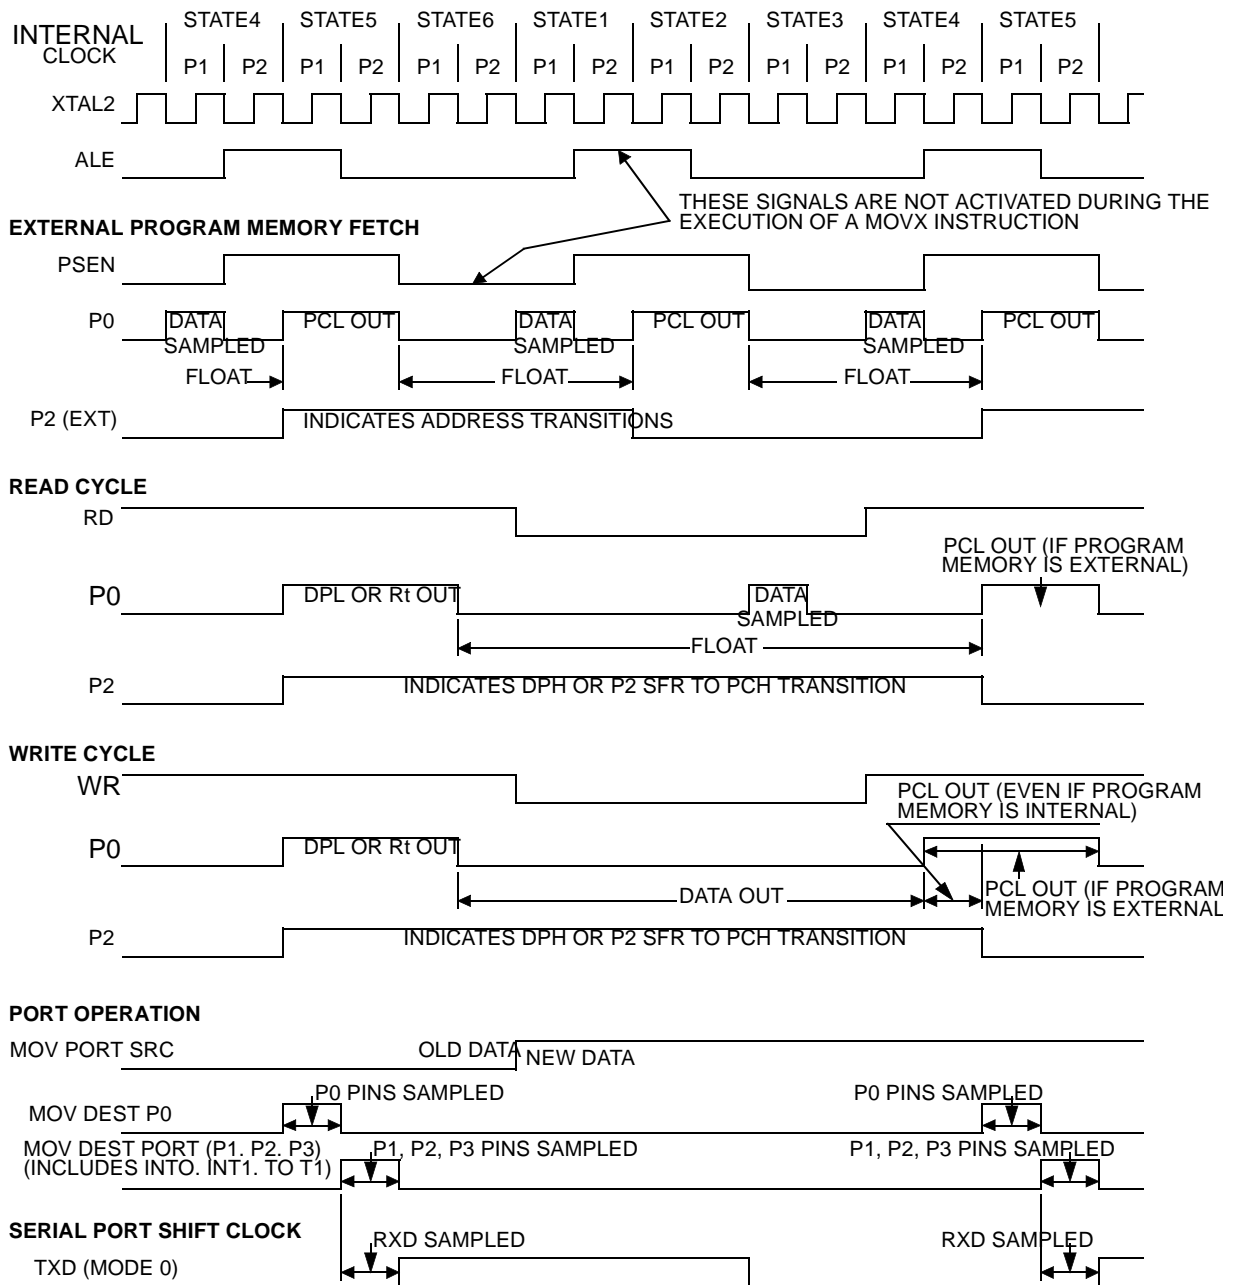 STATE4 STATE5 STATE6 STATE1 STATE2 STATE3 STATE4 STATE5
INTERNAL
CLOCK
P1 P2 P1 P2 P1 P2 P1 P2 P1 P2 P1 P2 P1 P2 P1 P2
XTAL2
ALE
THESE SIGNALS ARE NOT ACTIVATED DURING THE
EXECUTION OF A MOVX INSTRUCTION
EXTERNAL PROGRAM MEMORY FETCH
PSEN
P0 DATA PCL OUT DATA PCL OUT DATA PCL OUT
SAMPLED SAMPLED SAMPLED
FLOAT FLOAT FLOAT
P2 (EXT) INDICATES ADDRESS TRANSITIONS
READ CYCLE
RD
PCL OUT (IF PROGRAM
MEMORY IS EXTERNAL)
P0 DPL OR Rt OUT DATA
SAMPLED
FLOAT
P2 INDICATES DPH OR P2 SFR TO PCH TRANSITION
WRITE CYCLE
WR
PCL OUT (EVEN IF PROGRAM
MEMORY IS INTERNAL)
P0 DPL OR Rt OUT
DATA OUT
PCL OUT (IF PROGRAM
MEMORY IS EXTERNAL
P2 INDICATES DPH OR P2 SFR TO PCH TRANSITION
PORT OPERATION
MOV PORT SRC OLD DATA NEW DATA
P0 PINS SAMPLED P0 PINS SAMPLED
MOV DEST P0
MOV DEST PORT (P1. P2. P3) P1, P2, P3 PINS SAMPLED P1, P2, P3 PINS SAMPLED
(INCLUDES INTO. INT1. TO T1)
SERIAL PORT SHIFT CLOCK
RXD SAMPLED RXD SAMPLED
TXD (MODE 0)